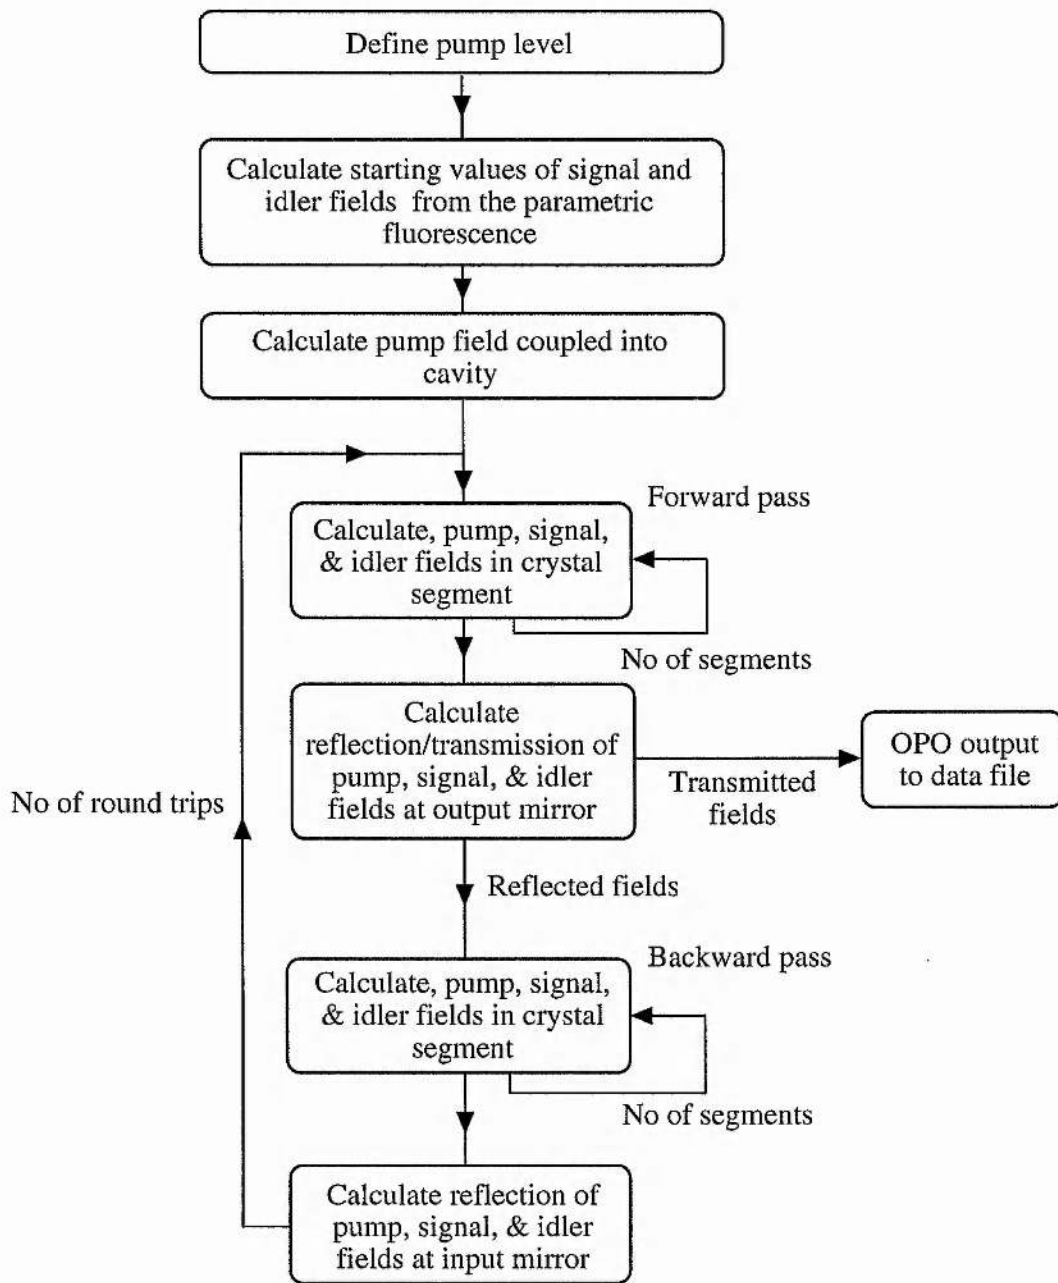 Define pump level
Calculate starting values of signal and
idler fields from the parametric
fluorescence
Calculate pump field coupled into
cavity
Forward pass
Calculate, pump, signal,
& idler fields in crystal
segment
No of segments
Calculate
reflection/transmission of
pump, signal, & idler
fields at output mirror
Transmitted
fields
OPO output
to data file
No of round trips
Reflected fields
Backward pass
Calculate, pump, signal,
& idler fields in crystal
segment
No of segments
Calculate reflection of
pump, signal, & idler
fields at input mirror